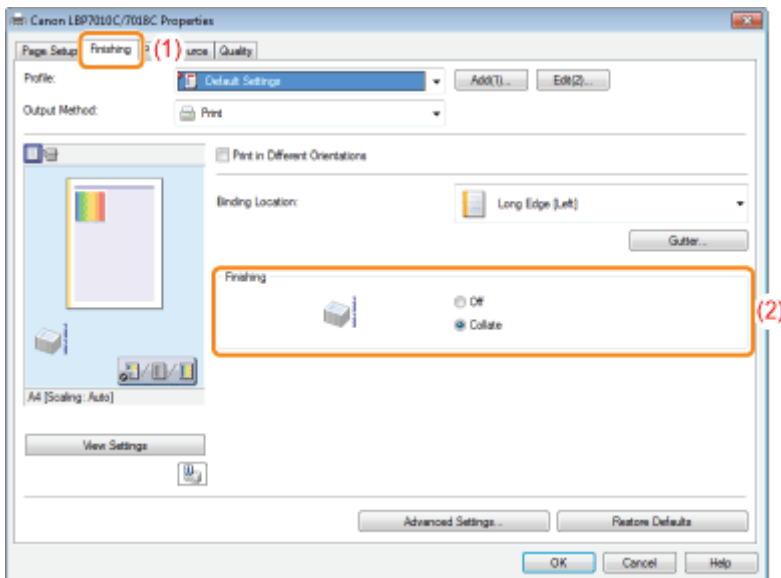 Canon LBP7010C/7018C Properties
Page Setup Finishing (1) Quality
Profile: Default Settings Add(1)... Edit(2)...
Output Method: Print
Print in Different Orientations
Binding Location: Long Edge [Left]
Gutter...
Finishing
Off
Collate
(2)
A4 [Scaling: Auto]
View Settings
Advanced Settings... Restore Defaults
OK Cancel Help